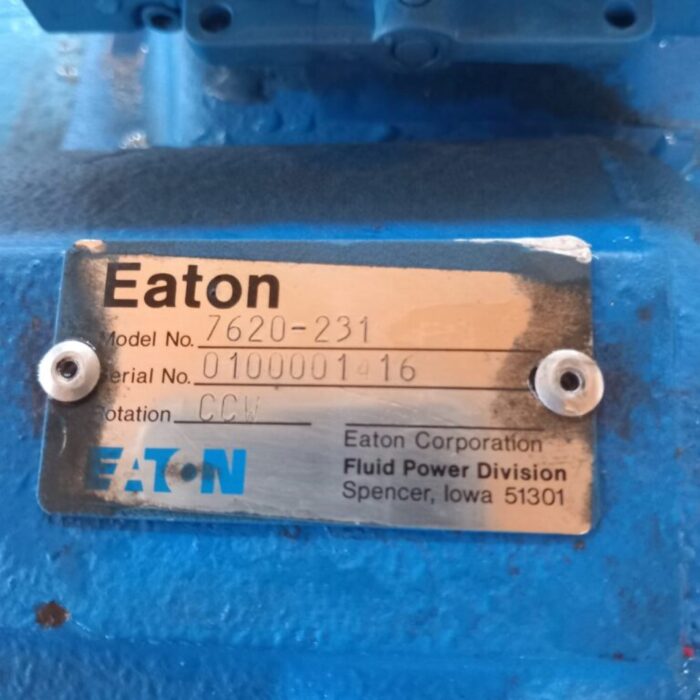 Eaton
Model No. 7620-231
Serial No. 0100001416
Rotation CCW
EATON
Eaton Corporation
Fluid Power Division
Spencer, Iowa 51301